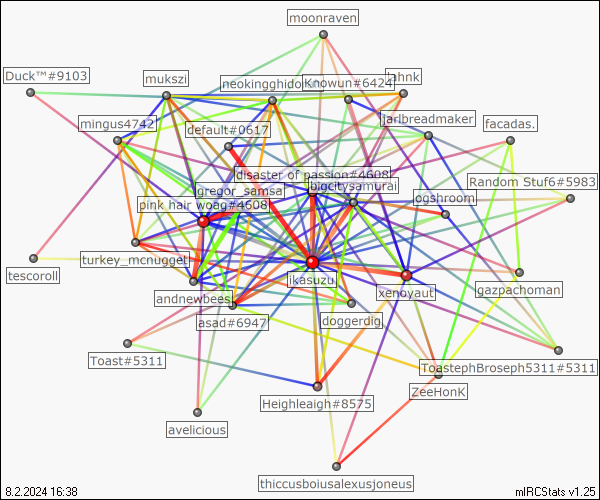 moonraven
Duck™#9103
mukszi
neokingghidorah
Knowun#6424
jahnk
mingus4742
default#0617
jarlbreadmaker
facadas.
disaster of passion#4608
Random Stuf6#5983
gregor_samsa
bigcitysamurai
pink hair woag#4608
ogshroom
turkey_mcnugget
tescoroll
ikasuzu
xenoyaut
gazpachoman
andnewbees
asad#6947
doggerdig
Toast#5311
ToastephBroseph5311#5311
ZeeHonK
Heighleaigh#8575
avelicious
thiccusboiusalexusjoneus
8.2.2024 16:38
mIRCStats v1.25